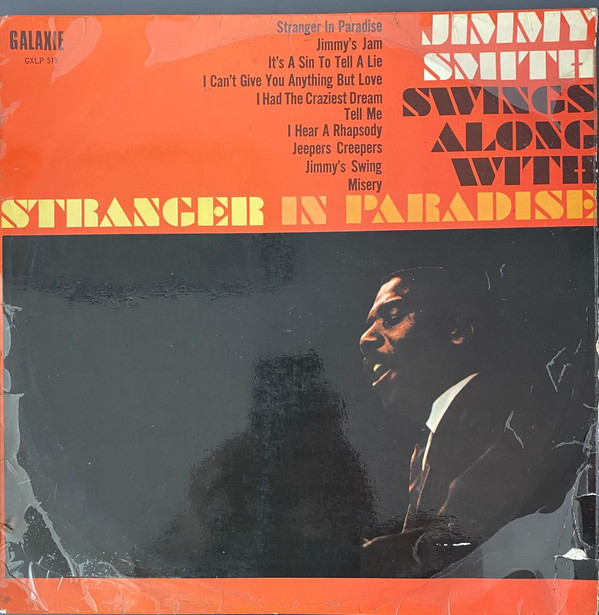 GALAXIE
GXLP 519
Stranger In Paradise
Jimmy's Jam
It's A Sin To Tell A Lie
I Can't Give You Anything But Love
I Had The Craziest Dream
Tell Me
I Hear A Rhapsody
Jeepers Creepers
Jimmy's Swing
Misery
JIMMY
SMITH
SWINGS
ALONG
WITH
STRANGER IN PARADISE